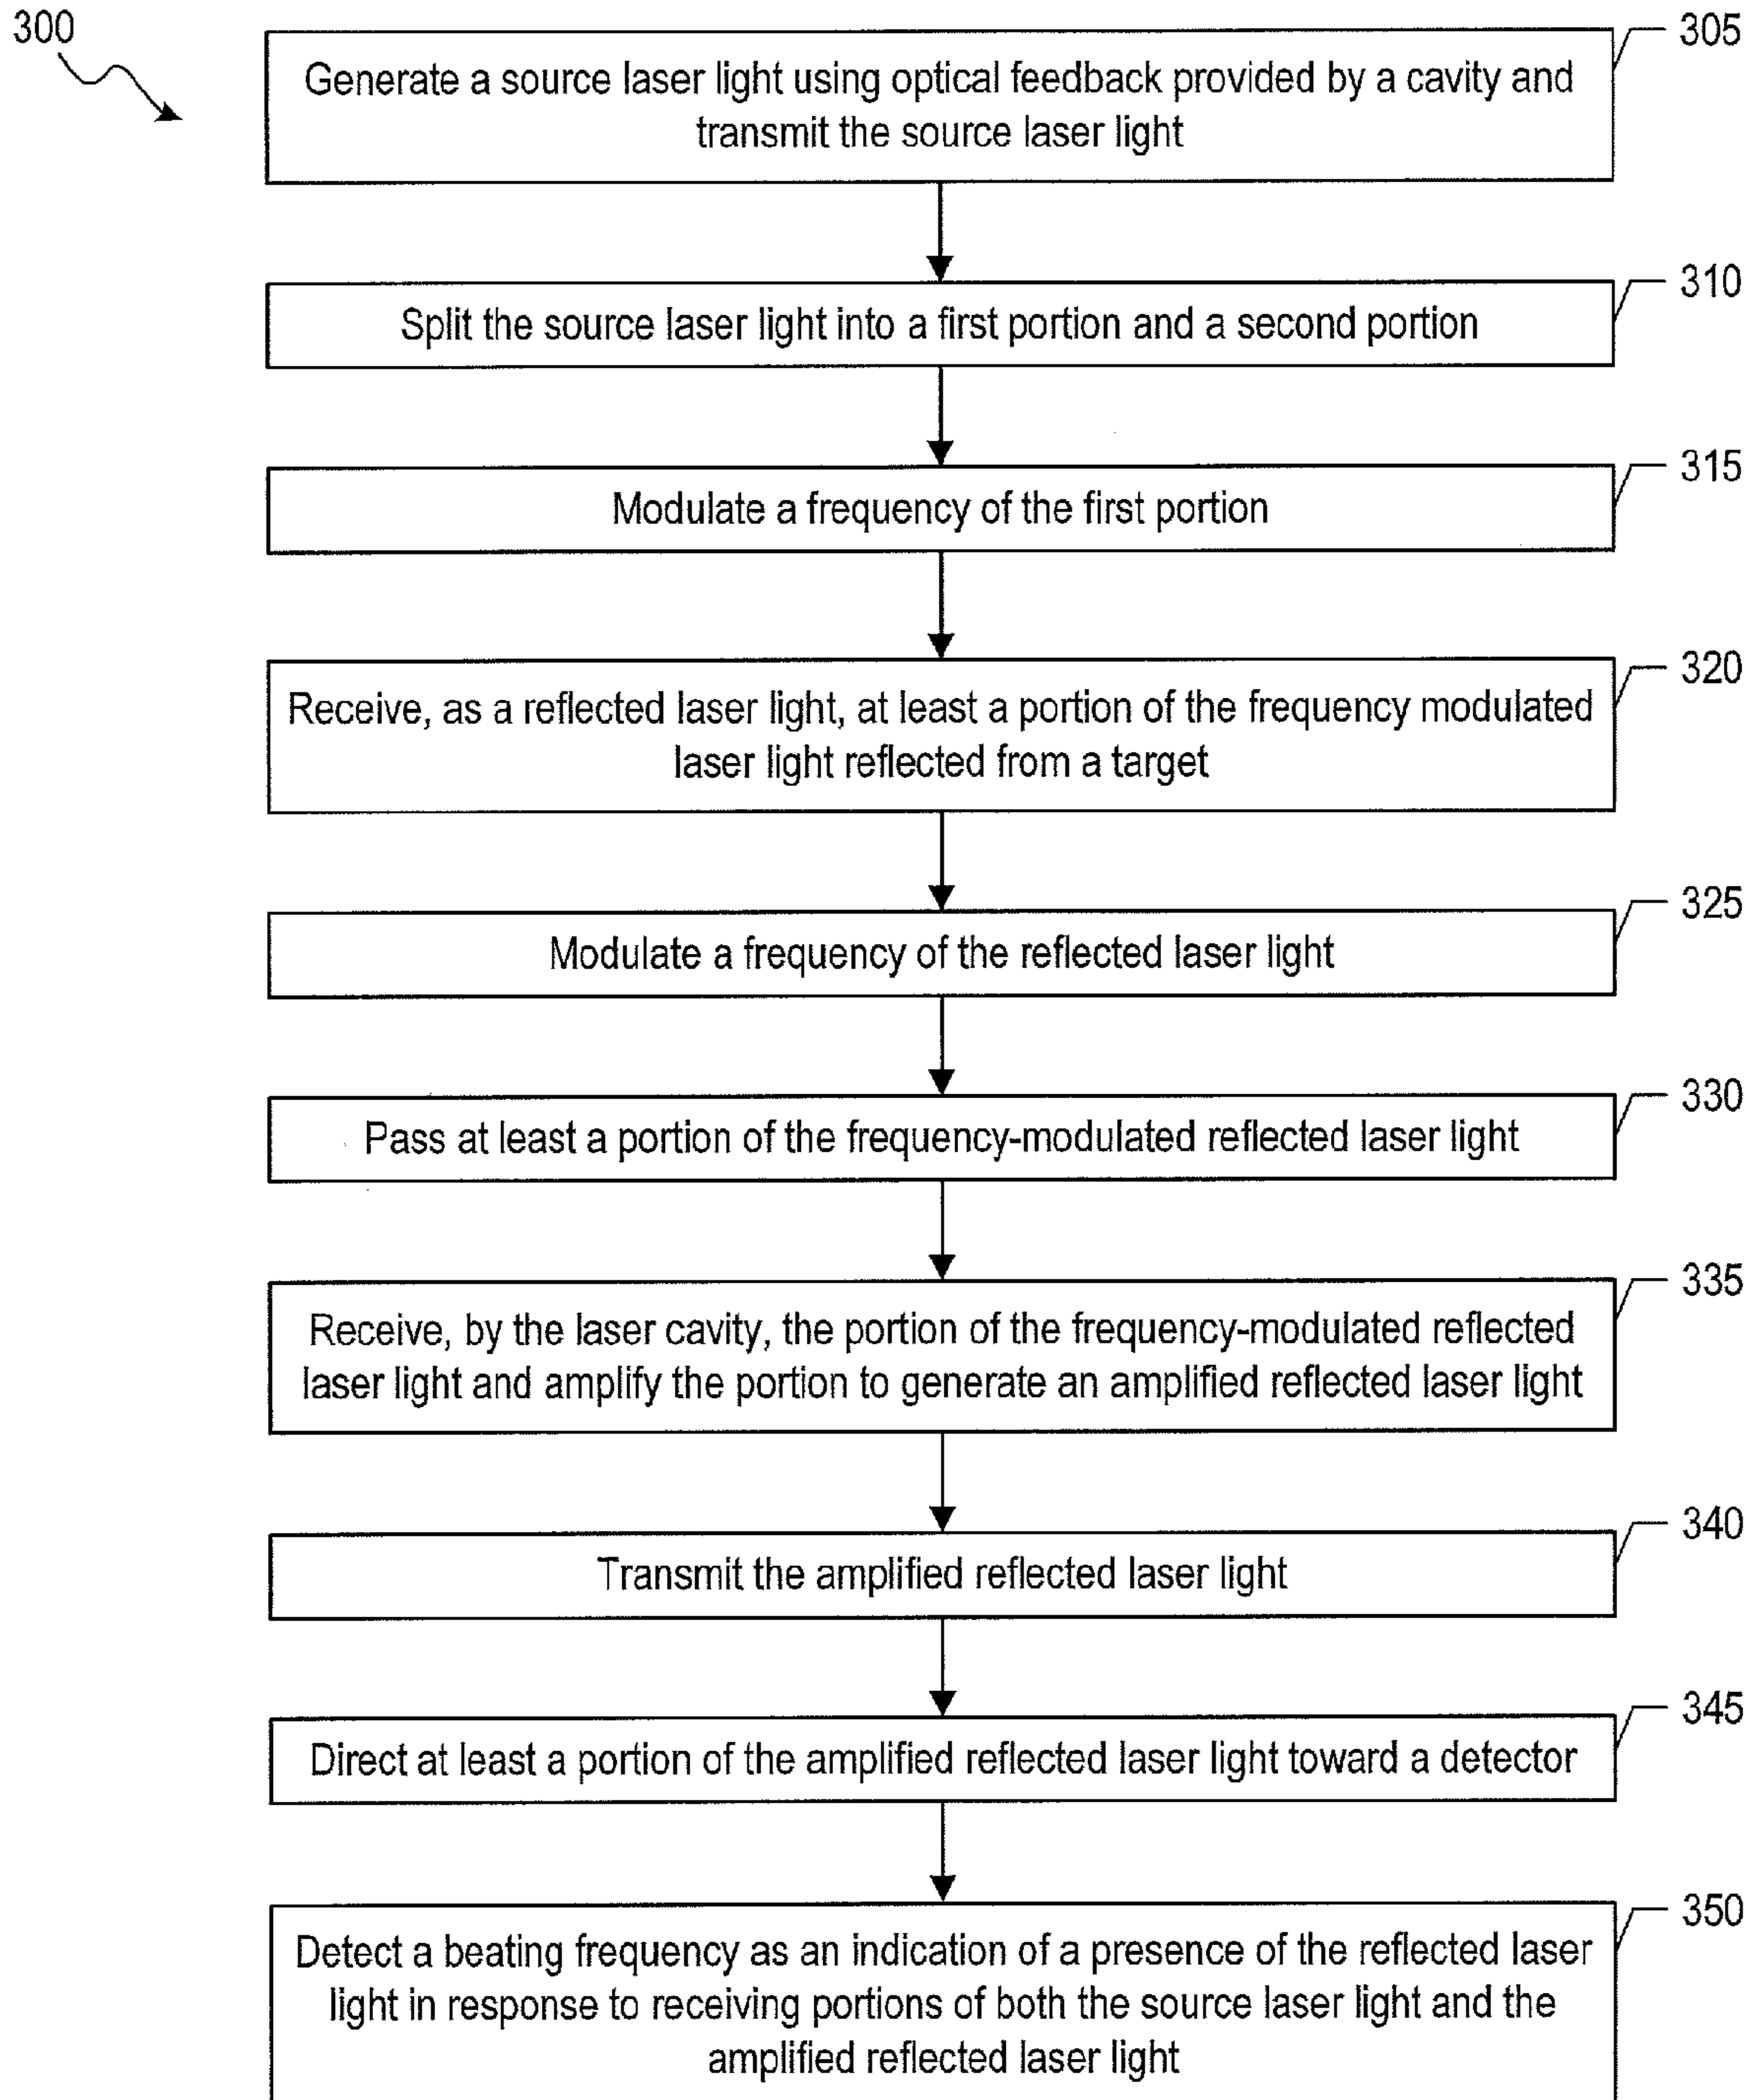 300
305
Generate a source laser light using optical feedback provided by a cavity and
transmit the source laser light
310
Split the source laser light into a first portion and a second portion
315
Modulate a frequency of the first portion
320
Receive, as a reflected laser light, at least a portion of the frequency modulated
laser light reflected from a target
325
Modulate a frequency of the reflected laser light
330
Pass at least a portion of the frequency-modulated reflected laser light
335
Receive, by the laser cavity, the portion of the frequency-modulated reflected
laser light and amplify the portion to generate an amplified reflected laser light
340
Transmit the amplified reflected laser light
345
Direct at least a portion of the amplified reflected laser light toward a detector
350
Detect a beating frequency as an indication of a presence of the reflected laser
light in response to receiving portions of both the source laser light and the
amplified reflected laser light